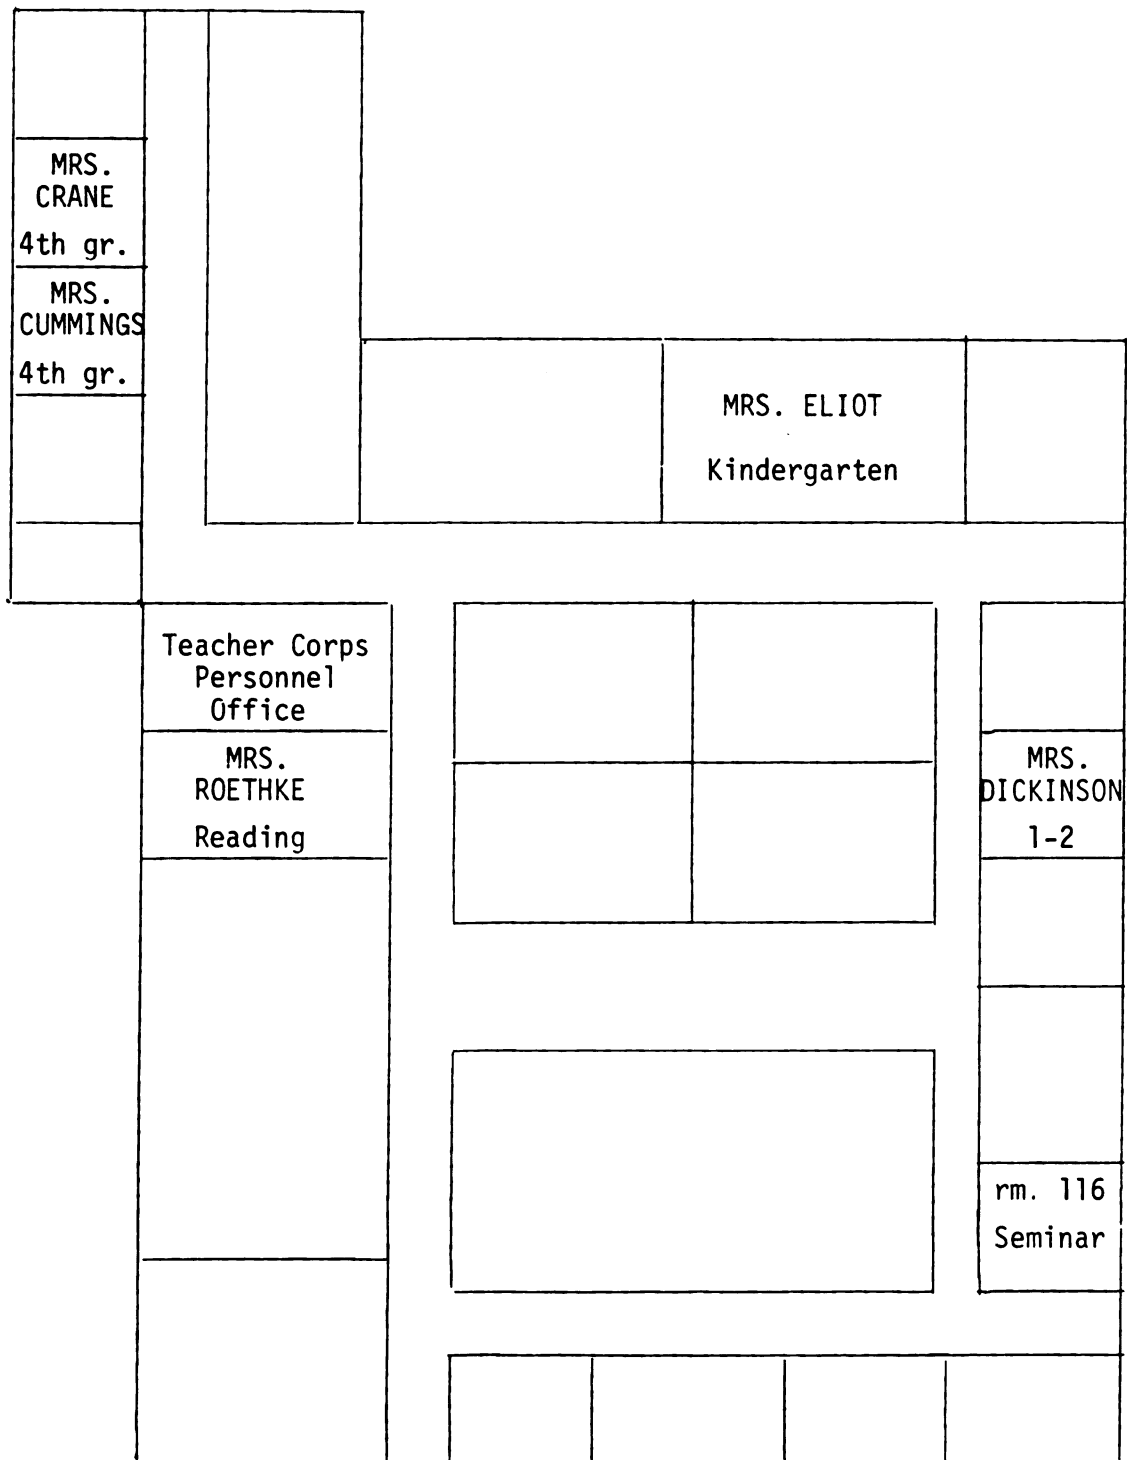 MRS.
CRANE
4th gr.
MRS.
CUMMINGS
4th gr.
MRS. ELIOT
Kindergarten
Teacher Corps
Personnel
Office
MRS.
ROETHKE
Reading
MRS.
DICKINSON
1-2
rm. 116
Seminar